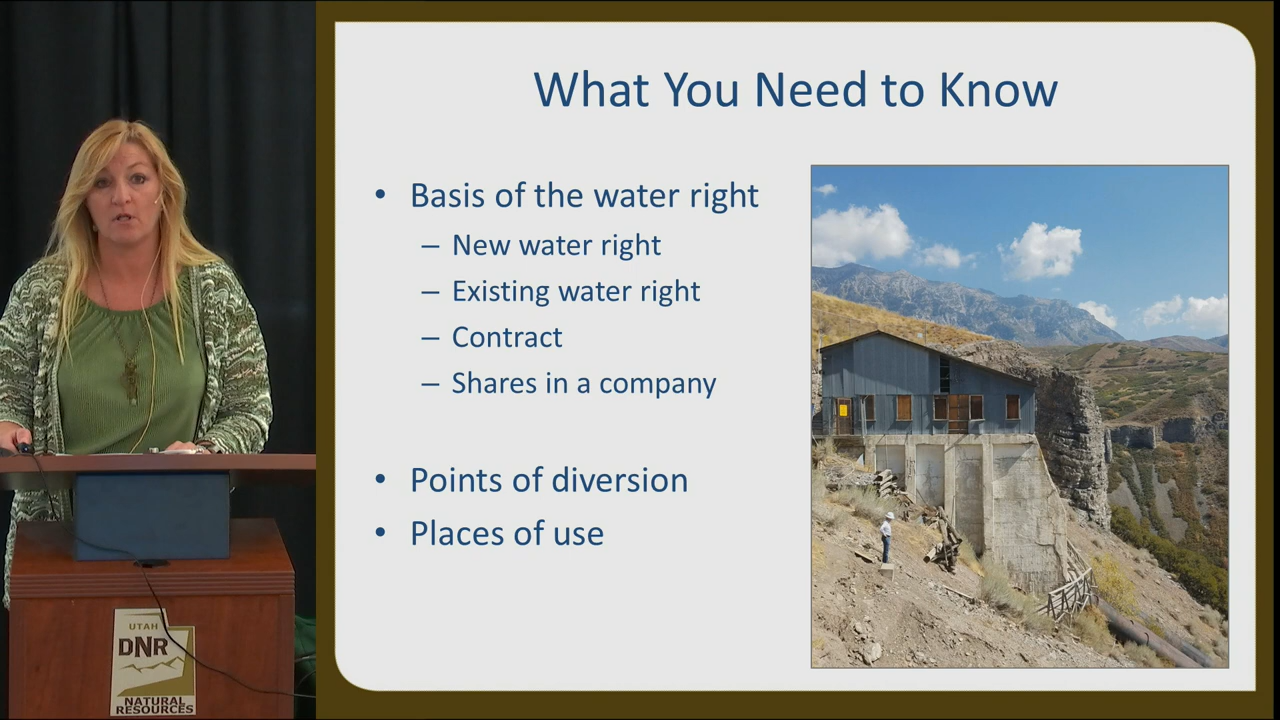 What You Need to Know
• Basis of the water right
– New water right
– Existing water right
– Contract
– Shares in a company
• Points of diversion
• Places of use
UTAH
DNR
NATURAL
RESOURCES